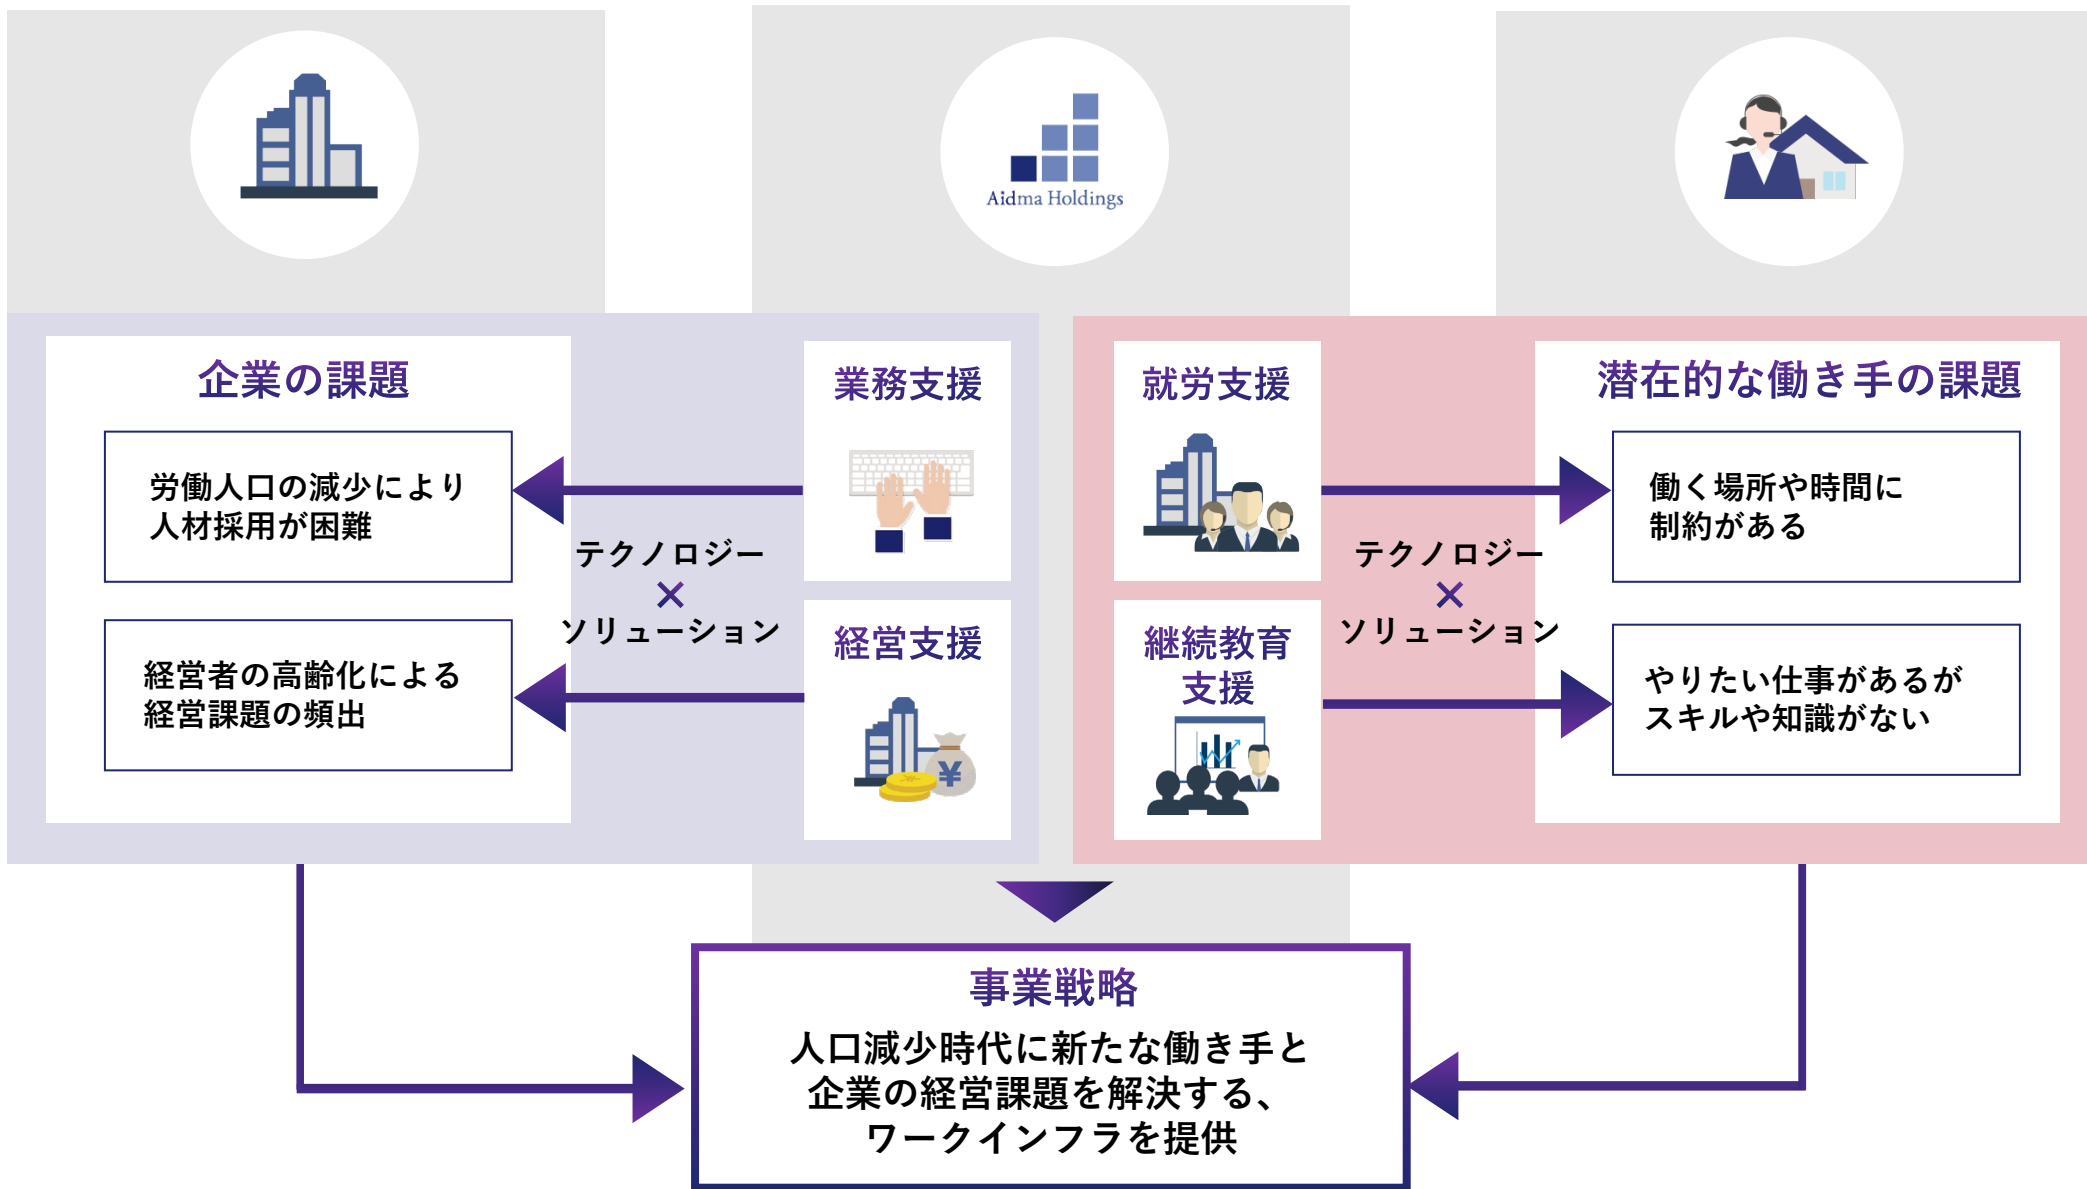 Aidma Holdings
企業の課題
労働人口の減少により
人材採用が困難
経営者の高齢化による
経営課題の頻出
テクノロジー
×
ソリューション
業務支援
経営支援
¥
就労支援
継続教育
支援
テクノロジー
×
ソリューション
潜在的な働き手の課題
働く場所や時間に
制約がある
やりたい仕事があるが
スキルや知識がない
事業戦略
人口減少時代に新たな働き手と
企業の経営課題を解決する、
ワークインフラを提供